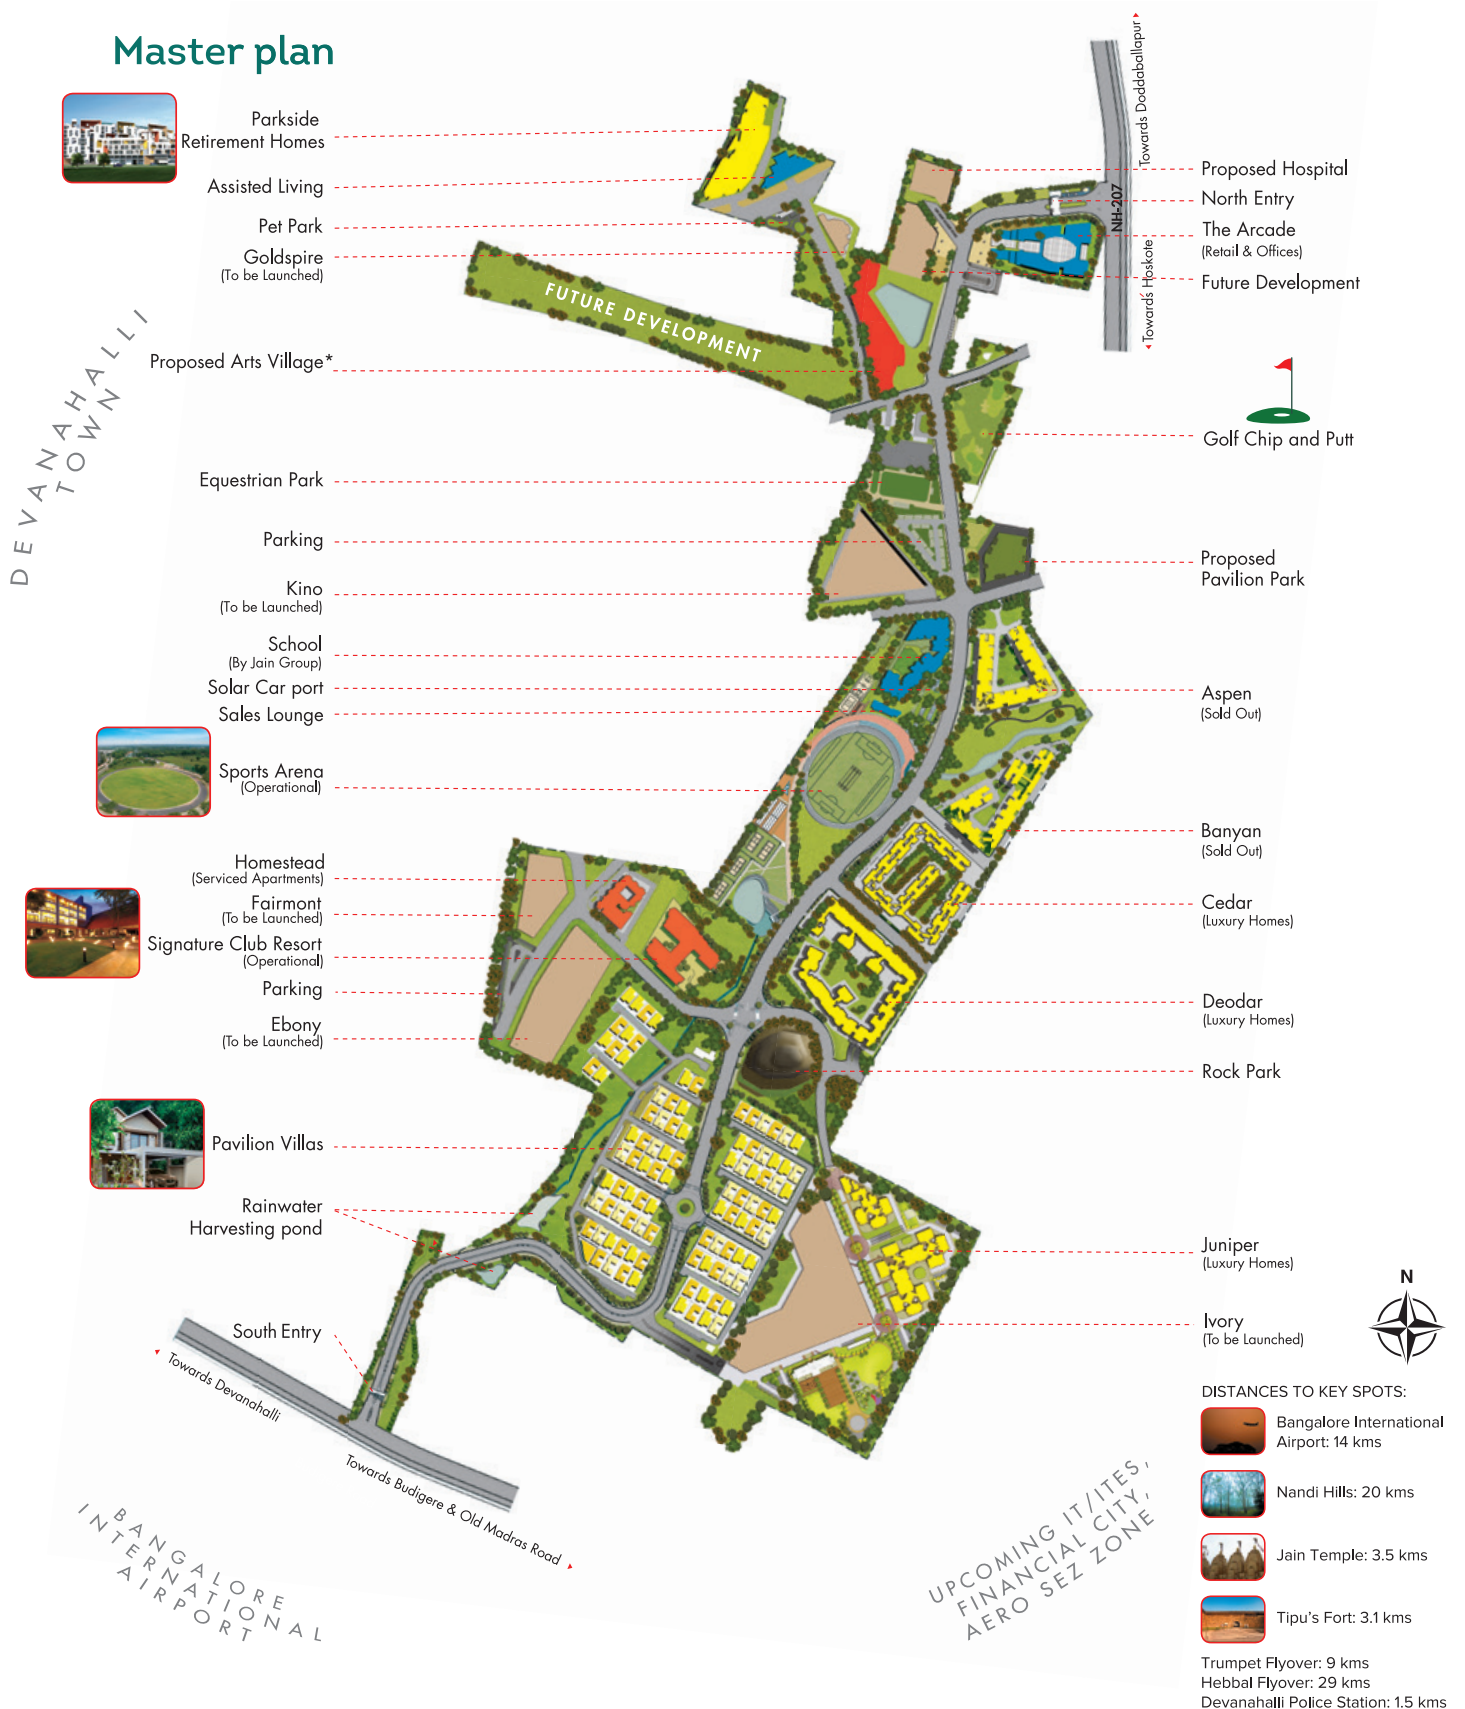 Master plan
Parkside
Retirement Homes
Assisted Living
Pet Park
Goldspire
(To be Launched)
Proposed Arts Village*
Equestrian Park
Parking
Kino
(To be Launched)
School
(By Jain Group)
Solar Car port
Sales Lounge
Sports Arena
(Operational)
Homestead
(Serviced Apartments)
Fairmont
(To be Launched)
Signature Club Resort
(Operational)
Parking
Ebony
(To be Launched)
Pavilion Villas
Rainwater
Harvesting pond
South Entry
DEVANAHALLI
TOWN
FUTURE DEVELOPMENT
Towards Doddaballapur
NH-207
Towards Hoskote
Proposed Hospital
North Entry
The Arcade
(Retail & Offices)
Future Development
Golf Chip and Putt
Proposed
Pavilion Park
Aspen
(Sold Out)
Banyan
(Sold Out)
Cedar
(Luxury Homes)
Deodar
(Luxury Homes)
Rock Park
Juniper
(Luxury Homes)
Ivory
(To be Launched)
N
Towards Devanahalli
Towards Budigere & Old Madras Road
BANGALORE
INTERNATIONAL
AIRPORT
UPCOMING IT/ITES,
FINANCIAL CITY,
AERO SEZ ZONE
DISTANCES TO KEY SPOTS:
Bangalore International
Airport: 14 kms
Nandi Hills: 20 kms
Jain Temple: 3.5 kms
Tipu's Fort: 3.1 kms
Trumpet Flyover: 9 kms
Hebbal Flyover: 29 kms
Devanahalli Police Station: 1.5 kms